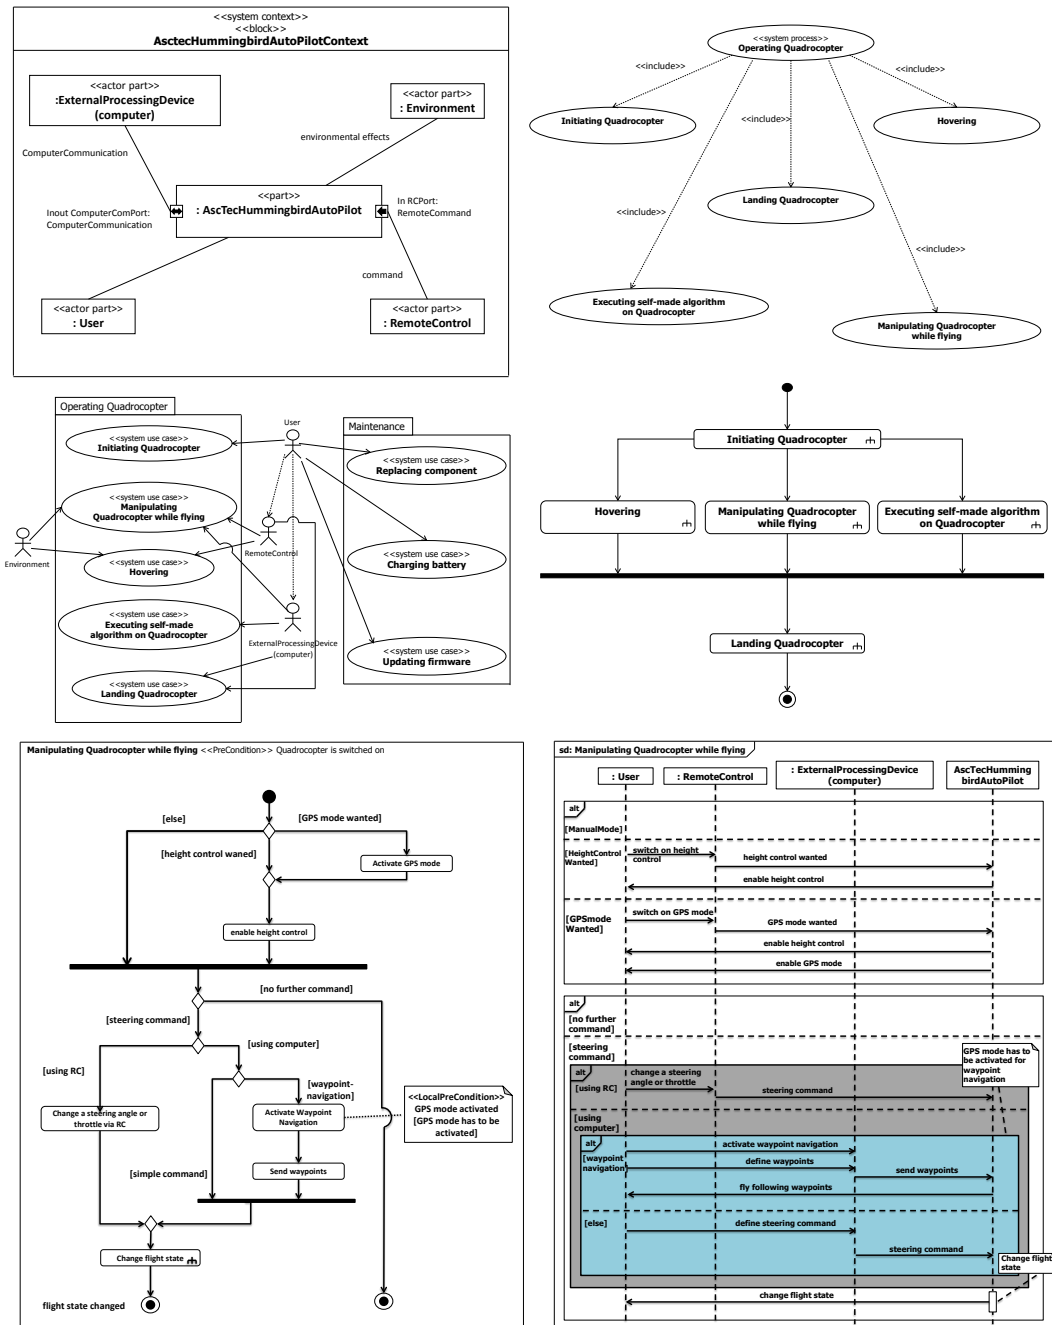 <<system context>>
<<block>>
AsctecHummingbirdAutoPilotContext
<<actor part>>
:ExternalProcessingDevice
(computer)
<<actor part>>
: Environment
environmental effects
ComputerCommunication
<<part>>
: AscTecHummingbirdAutoPilot
In RCPort:
RemoteCommand
Inout ComputerComPort:
ComputerCommunication
command
<<actor part>>
: User
<<actor part>>
: RemoteControl
<<system process>>
Operating Quadrocopter
<<include>>
<<include>>
<<include>>
<<include>>
<<include>>
Initiating Quadrocopter
Hovering
Landing Quadrocopter
Executing self-made algorithm
on Quadrocopter
Manipulating Quadrocopter
while flying
Operating Quadrocopter
User
Maintenance
<<system use case>>
Initiating Quadrocopter
<<system use case>>
Replacing component
<<system use case>>
Manipulating
Quadrocopter while flying
Environment
RemoteControl
<<system use case>>
Hovering
<<system use case>>
Charging battery
<<system use case>>
Executing self-made
algorithm on Quadrocopter
ExternalProcessingDevice
(computer)
<<system use case>>
Updating firmware
<<system use case>>
Landing Quadrocopter
Initiating Quadrocopter
Hovering
Manipulating Quadrocopter
while flying
Executing self-made algorithm
on Quadrocopter
Landing Quadrocopter
Manipulating Quadrocopter while flying <<PreCondition>> Quadrocopter is switched on
[else]
[GPS mode wanted]
[height control waned]
Activate GPS mode
enable height control
[no further command]
[steering command]
[using computer]
[using RC]
[waypoint-
navigation]
<<LocalPreCondition>>
GPS mode activated
[GPS mode has to be
activated]
Change a steering angle or
throttle via RC
Activate Waypoint
Navigation
[simple command]
Send waypoints
Change flight state
flight state changed
sd: Manipulating Quadrocopter while flying
: User
: RemoteControl
: ExternalProcessingDevice
(computer)
AscTecHumming
birdAutoPilot
alt
[ManualMode]
[HeightControl
Wanted]
switch on height
control
height control wanted
enable height control
[GPSmode
Wanted]
switch on GPS mode
GPS mode wanted
enable height control
enable GPS mode
alt
[no further
command]
[steering
command]
GPS mode has to
be activated for
waypoint
navigation
alt
[using RC]
change a steering
angle or throttle
steering command
[using
computer]
alt
[waypoint
navigation]
activate waypoint navigation
define waypoints
send waypoints
fly following waypoints
[else]
define steering command
steering command
Change flight
state
change flight state